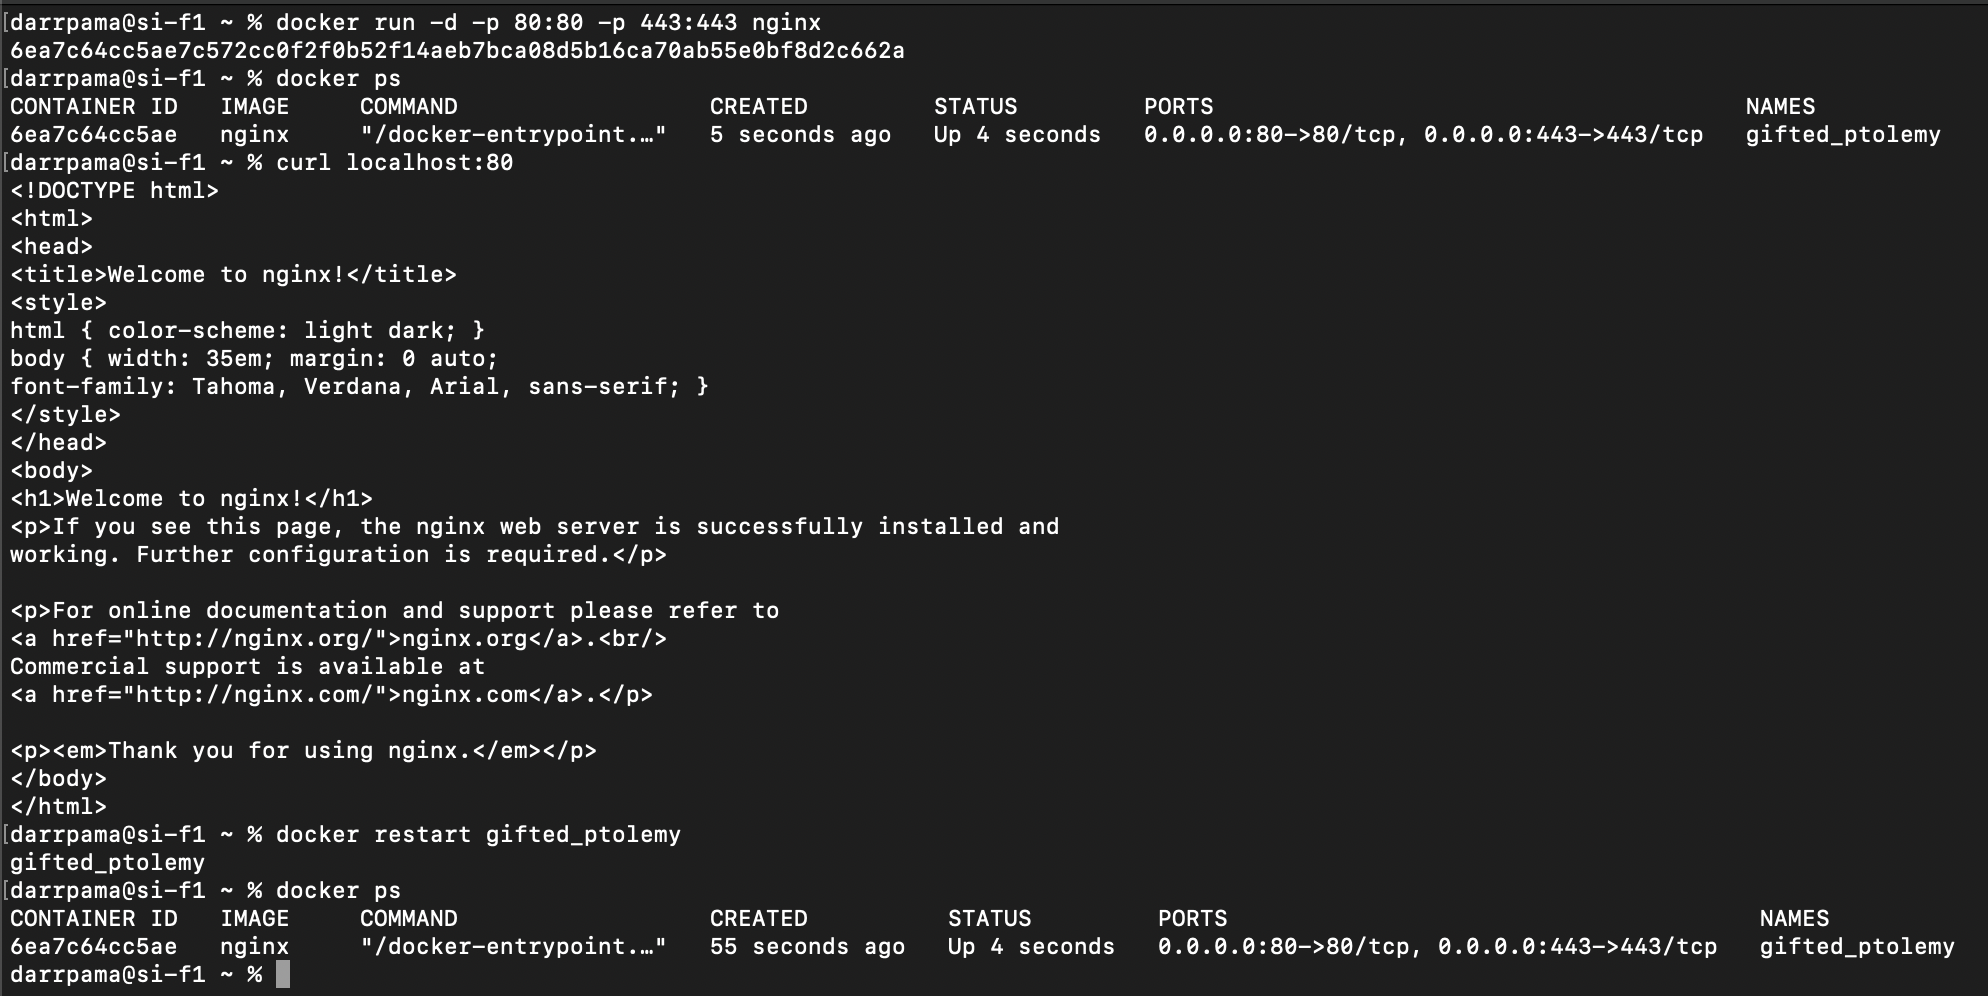 [darrpama@si-f1 ~ % docker run -d -p 80:80 -p 443:443 nginx
6ea7c64cc5ae7c572cc0f2f0b52f14aeb7bca08d5b16ca70ab55e0bf8d2c662a
[darrpama@si-f1 ~ % docker ps
CONTAINER ID   IMAGE     COMMAND                  CREATED         STATUS         PORTS                                      NAMES
6ea7c64cc5ae   nginx     "/docker-entrypoint.…"   5 seconds ago   Up 4 seconds   0.0.0.0:80->80/tcp, 0.0.0.0:443->443/tcp   gifted_ptolemy
[darrpama@si-f1 ~ % curl localhost:80
<!DOCTYPE html>
<html>
<head>
<title>Welcome to nginx!</title>
<style>
html { color-scheme: light dark; }
body { width: 35em; margin: 0 auto;
font-family: Tahoma, Verdana, Arial, sans-serif; }
</style>
</head>
<body>
<h1>Welcome to nginx!</h1>
<p>If you see this page, the nginx web server is successfully installed and
working. Further configuration is required.</p>

<p>For online documentation and support please refer to
<a href="http://nginx.org/">nginx.org</a>.<br/>
Commercial support is available at
<a href="http://nginx.com/">nginx.com</a>.</p>

<p><em>Thank you for using nginx.</em></p>
</body>
</html>
[darrpama@si-f1 ~ % docker restart gifted_ptolemy
gifted_ptolemy
[darrpama@si-f1 ~ % docker ps
CONTAINER ID   IMAGE     COMMAND                  CREATED          STATUS         PORTS                                      NAMES
6ea7c64cc5ae   nginx     "/docker-entrypoint.…"   55 seconds ago   Up 4 seconds   0.0.0.0:80->80/tcp, 0.0.0.0:443->443/tcp   gifted_ptolemy
darrpama@si-f1 ~ %